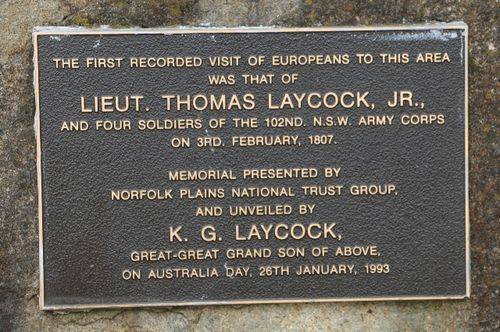 THE FIRST RECORDED VISIT OF EUROPEANS TO THIS AREA
WAS THAT OF
LIEUT. THOMAS LAYCOCK, JR.,
AND FOUR SOLDIERS OF THE 102ND. N.S.W. ARMY CORPS
ON 3RD. FEBRUARY, 1807.
MEMORIAL PRESENTED BY
NORFOLK PLAINS NATIONAL TRUST GROUP,
AND UNVEILED BY
K. G. LAYCOCK,
GREAT-GREAT GRAND SON OF ABOVE,
ON AUSTRALIA DAY, 26TH JANUARY, 1993